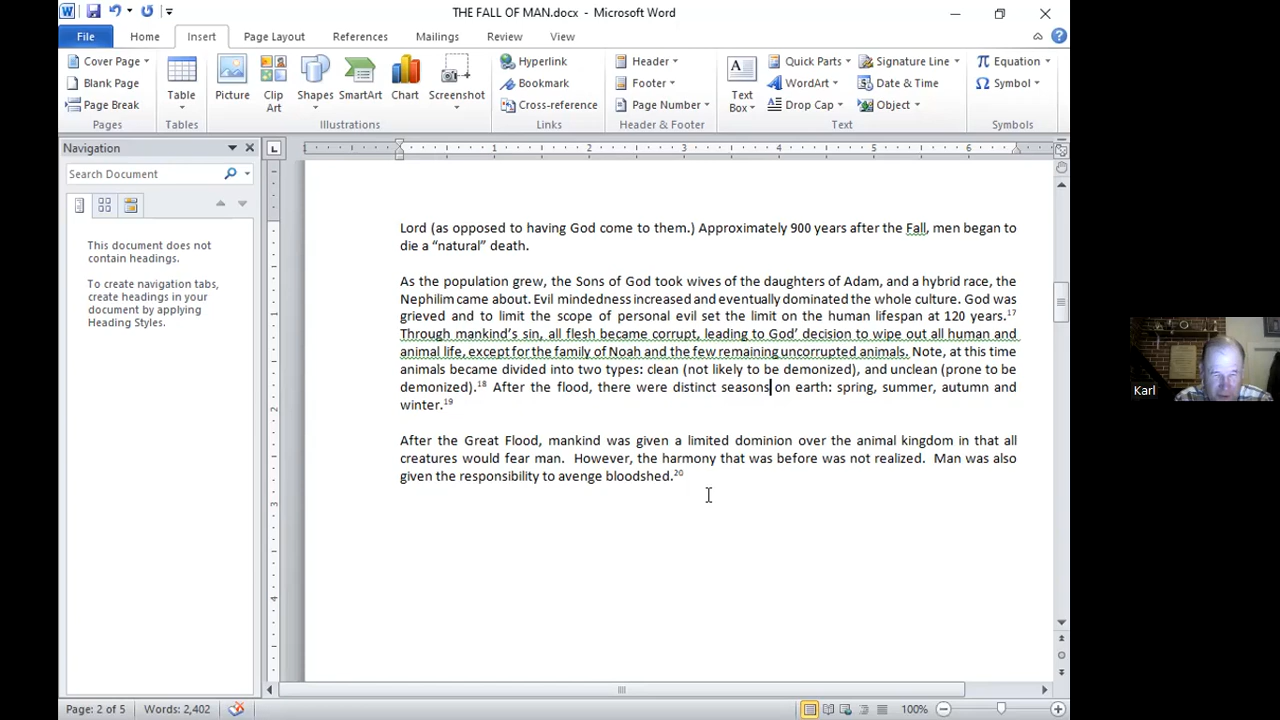 THE FALL OF MAN.docx - Microsoft Word
File Home Insert Page Layout References Mailings Review View
Cover Page
Blank Page
Page Break
Pages
Table
Tables
Picture
Clip Art
Shapes
SmartArt
Chart
Screenshot
Illustrations
Hyperlink
Bookmark
Cross-reference
Links
Header
Footer
Page Number
Header & Footer
Text Box
Quick Parts
WordArt
Drop Cap
Signature Line
Date & Time
Object
Text
Equation
Symbol
Symbols
Navigation
Search Document
This document does not
contain headings.
To create navigation tabs,
create headings in your
document by applying
Heading Styles.
1 2 3 4 5 6
Lord (as opposed to having God come to them.) Approximately 900 years after the Fall, men began to
die a “natural” death.
As the population grew, the Sons of God took wives of the daughters of Adam, and a hybrid race, the
Nephilim came about. Evil mindedness increased and eventually dominated the whole culture. God was
grieved and to limit the scope of personal evil set the limit on the human lifespan at 120 years.17
Through mankind’s sin, all flesh became corrupt, leading to God’ decision to wipe out all human and
animal life, except for the family of Noah and the few remaining uncorrupted animals. Note, at this time
animals became divided into two types: clean (not likely to be demonized), and unclean (prone to be
demonized).18 After the flood, there were distinct seasons on earth: spring, summer, autumn and
winter.19
After the Great Flood, mankind was given a limited dominion over the animal kingdom in that all
creatures would fear man. However, the harmony that was before was not realized. Man was also
given the responsibility to avenge bloodshed.20
2
3
4
Karl
Page: 2 of 5 Words: 2,402 100%